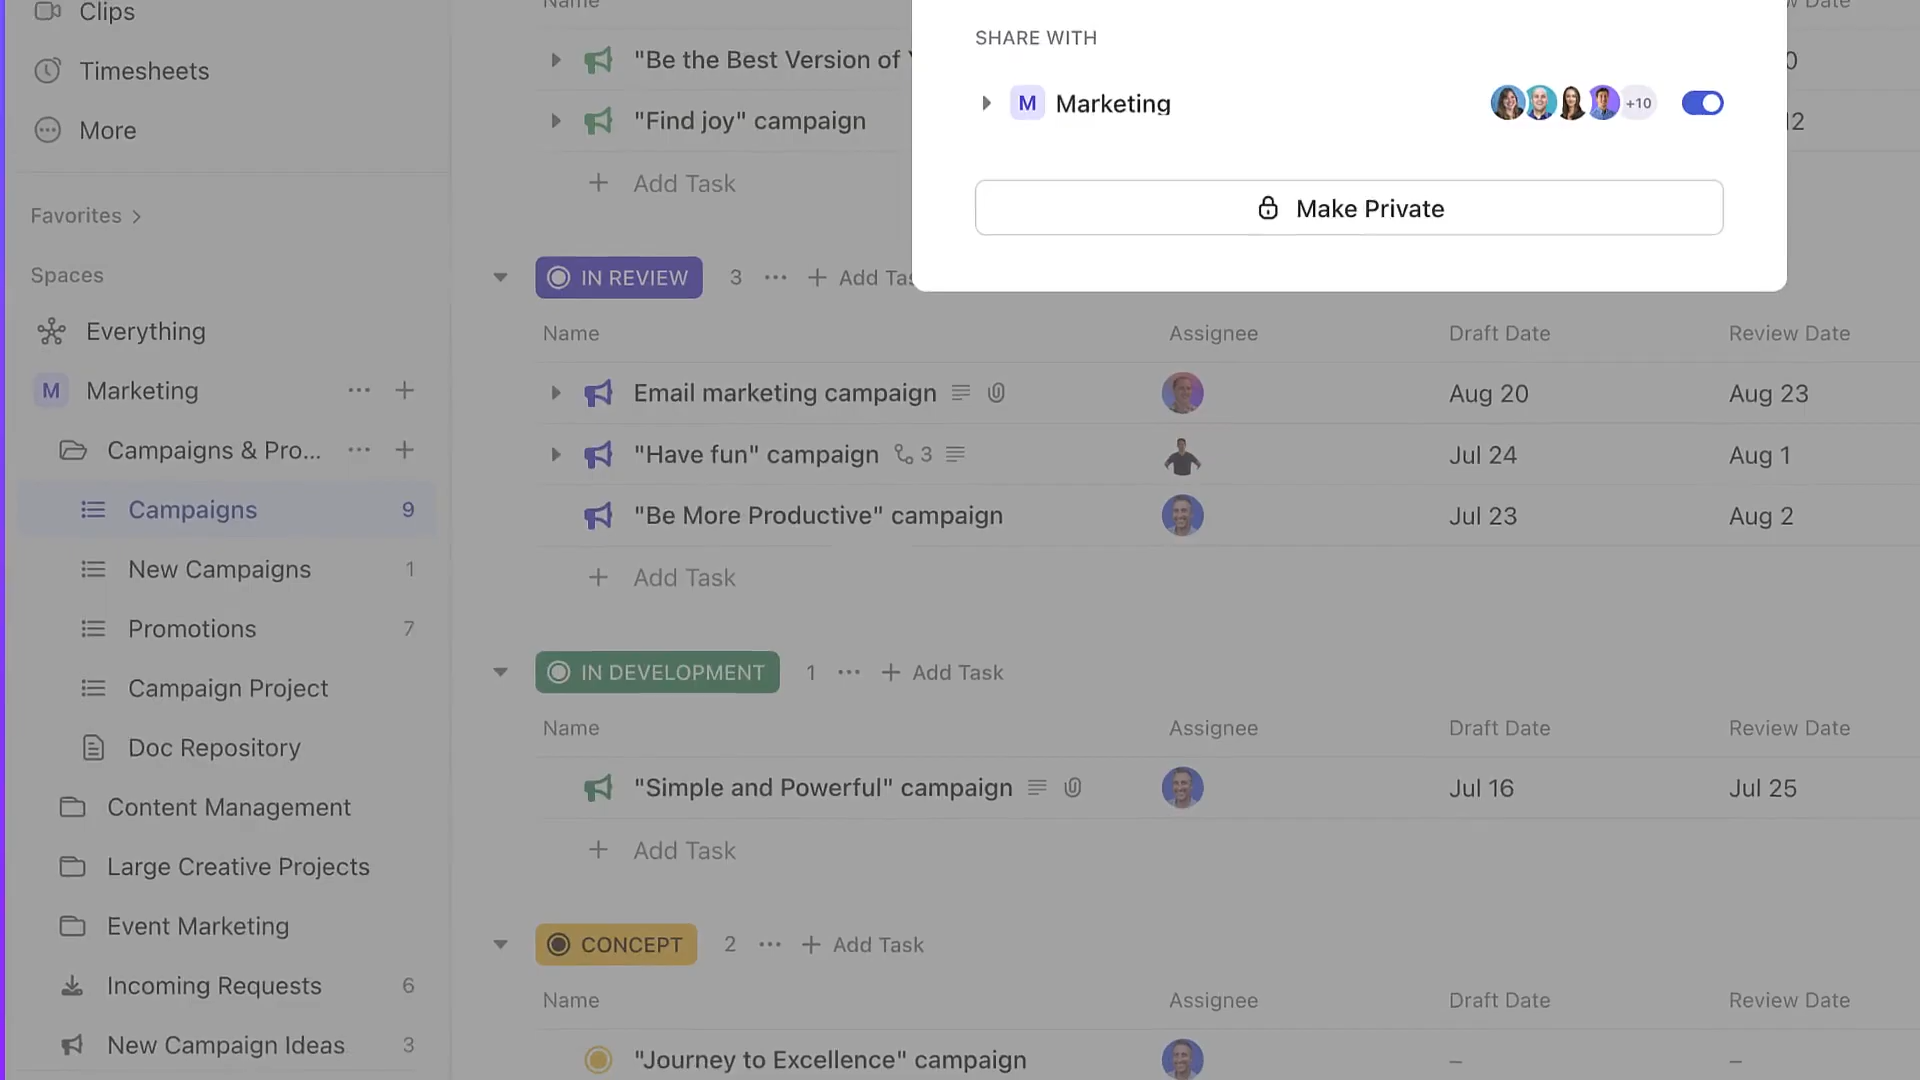 Clips
Timesheets
More
Favorites
Spaces
Everything
M Marketing
Campaigns & Pro...
Campaigns 9
New Campaigns 1
Promotions 7
Campaign Project
Doc Repository
Content Management
Large Creative Projects
Event Marketing
Incoming Requests 6
New Campaign Ideas 3
Name
"Be the Best Version of
"Find joy" campaign
Add Task
SHARE WITH
M Marketing +10
Make Private
Date
12
IN REVIEW 3 ... + Add Tas
Name Assignee Draft Date Review Date
Email marketing campaign Aug 20 Aug 23
"Have fun" campaign 3 Jul 24 Aug 1
"Be More Productive" campaign Jul 23 Aug 2
+ Add Task
IN DEVELOPMENT 1 ... + Add Task
Name Assignee Draft Date Review Date
"Simple and Powerful" campaign Jul 16 Jul 25
+ Add Task
CONCEPT 2 ... + Add Task
Name Assignee Draft Date Review Date
"Journey to Excellence" campaign – –